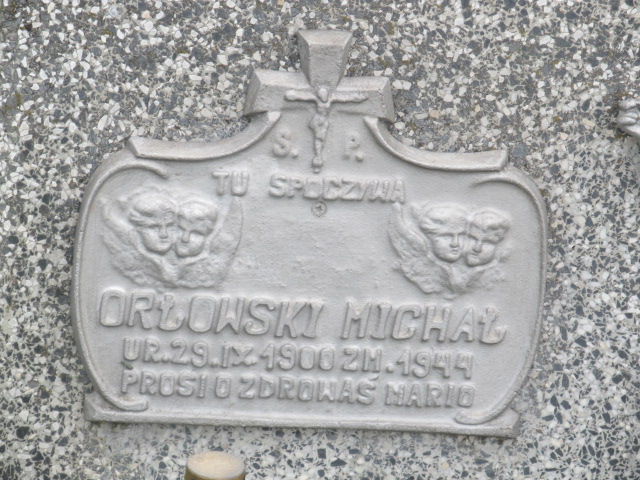 Ś. P.
TU SPOCZYWA
ORŁOWSKI MICHAŁ
UR. 29. IX. 1900 ZM. 1944
PROSI O ZDROWAŚ MARIO